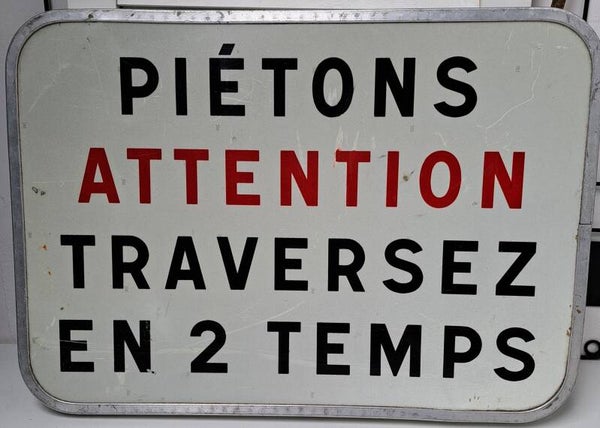 PIÉTONS
ATTENTION
TRAVERSEZ
EN 2 TEMPS